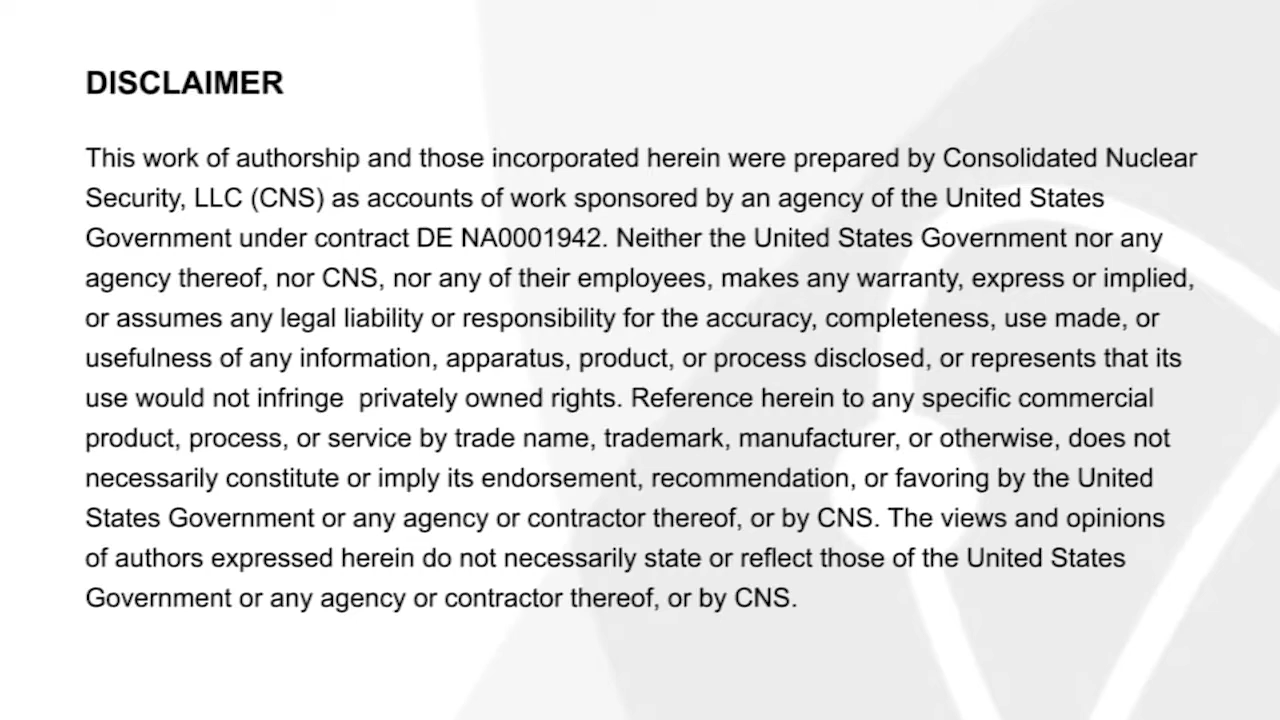 DISCLAIMER
This work of authorship and those incorporated herein were prepared by Consolidated Nuclear
Security, LLC (CNS) as accounts of work sponsored by an agency of the United States
Government under contract DE NA0001942. Neither the United States Government nor any
agency thereof, nor CNS, nor any of their employees, makes any warranty, express or implied,
or assumes any legal liability or responsibility for the accuracy, completeness, use made, or
usefulness of any information, apparatus, product, or process disclosed, or represents that its
use would not infringe  privately owned rights. Reference herein to any specific commercial
product, process, or service by trade name, trademark, manufacturer, or otherwise, does not
necessarily constitute or imply its endorsement, recommendation, or favoring by the United
States Government or any agency or contractor thereof, or by CNS. The views and opinions
of authors expressed herein do not necessarily state or reflect those of the United States
Government or any agency or contractor thereof, or by CNS.